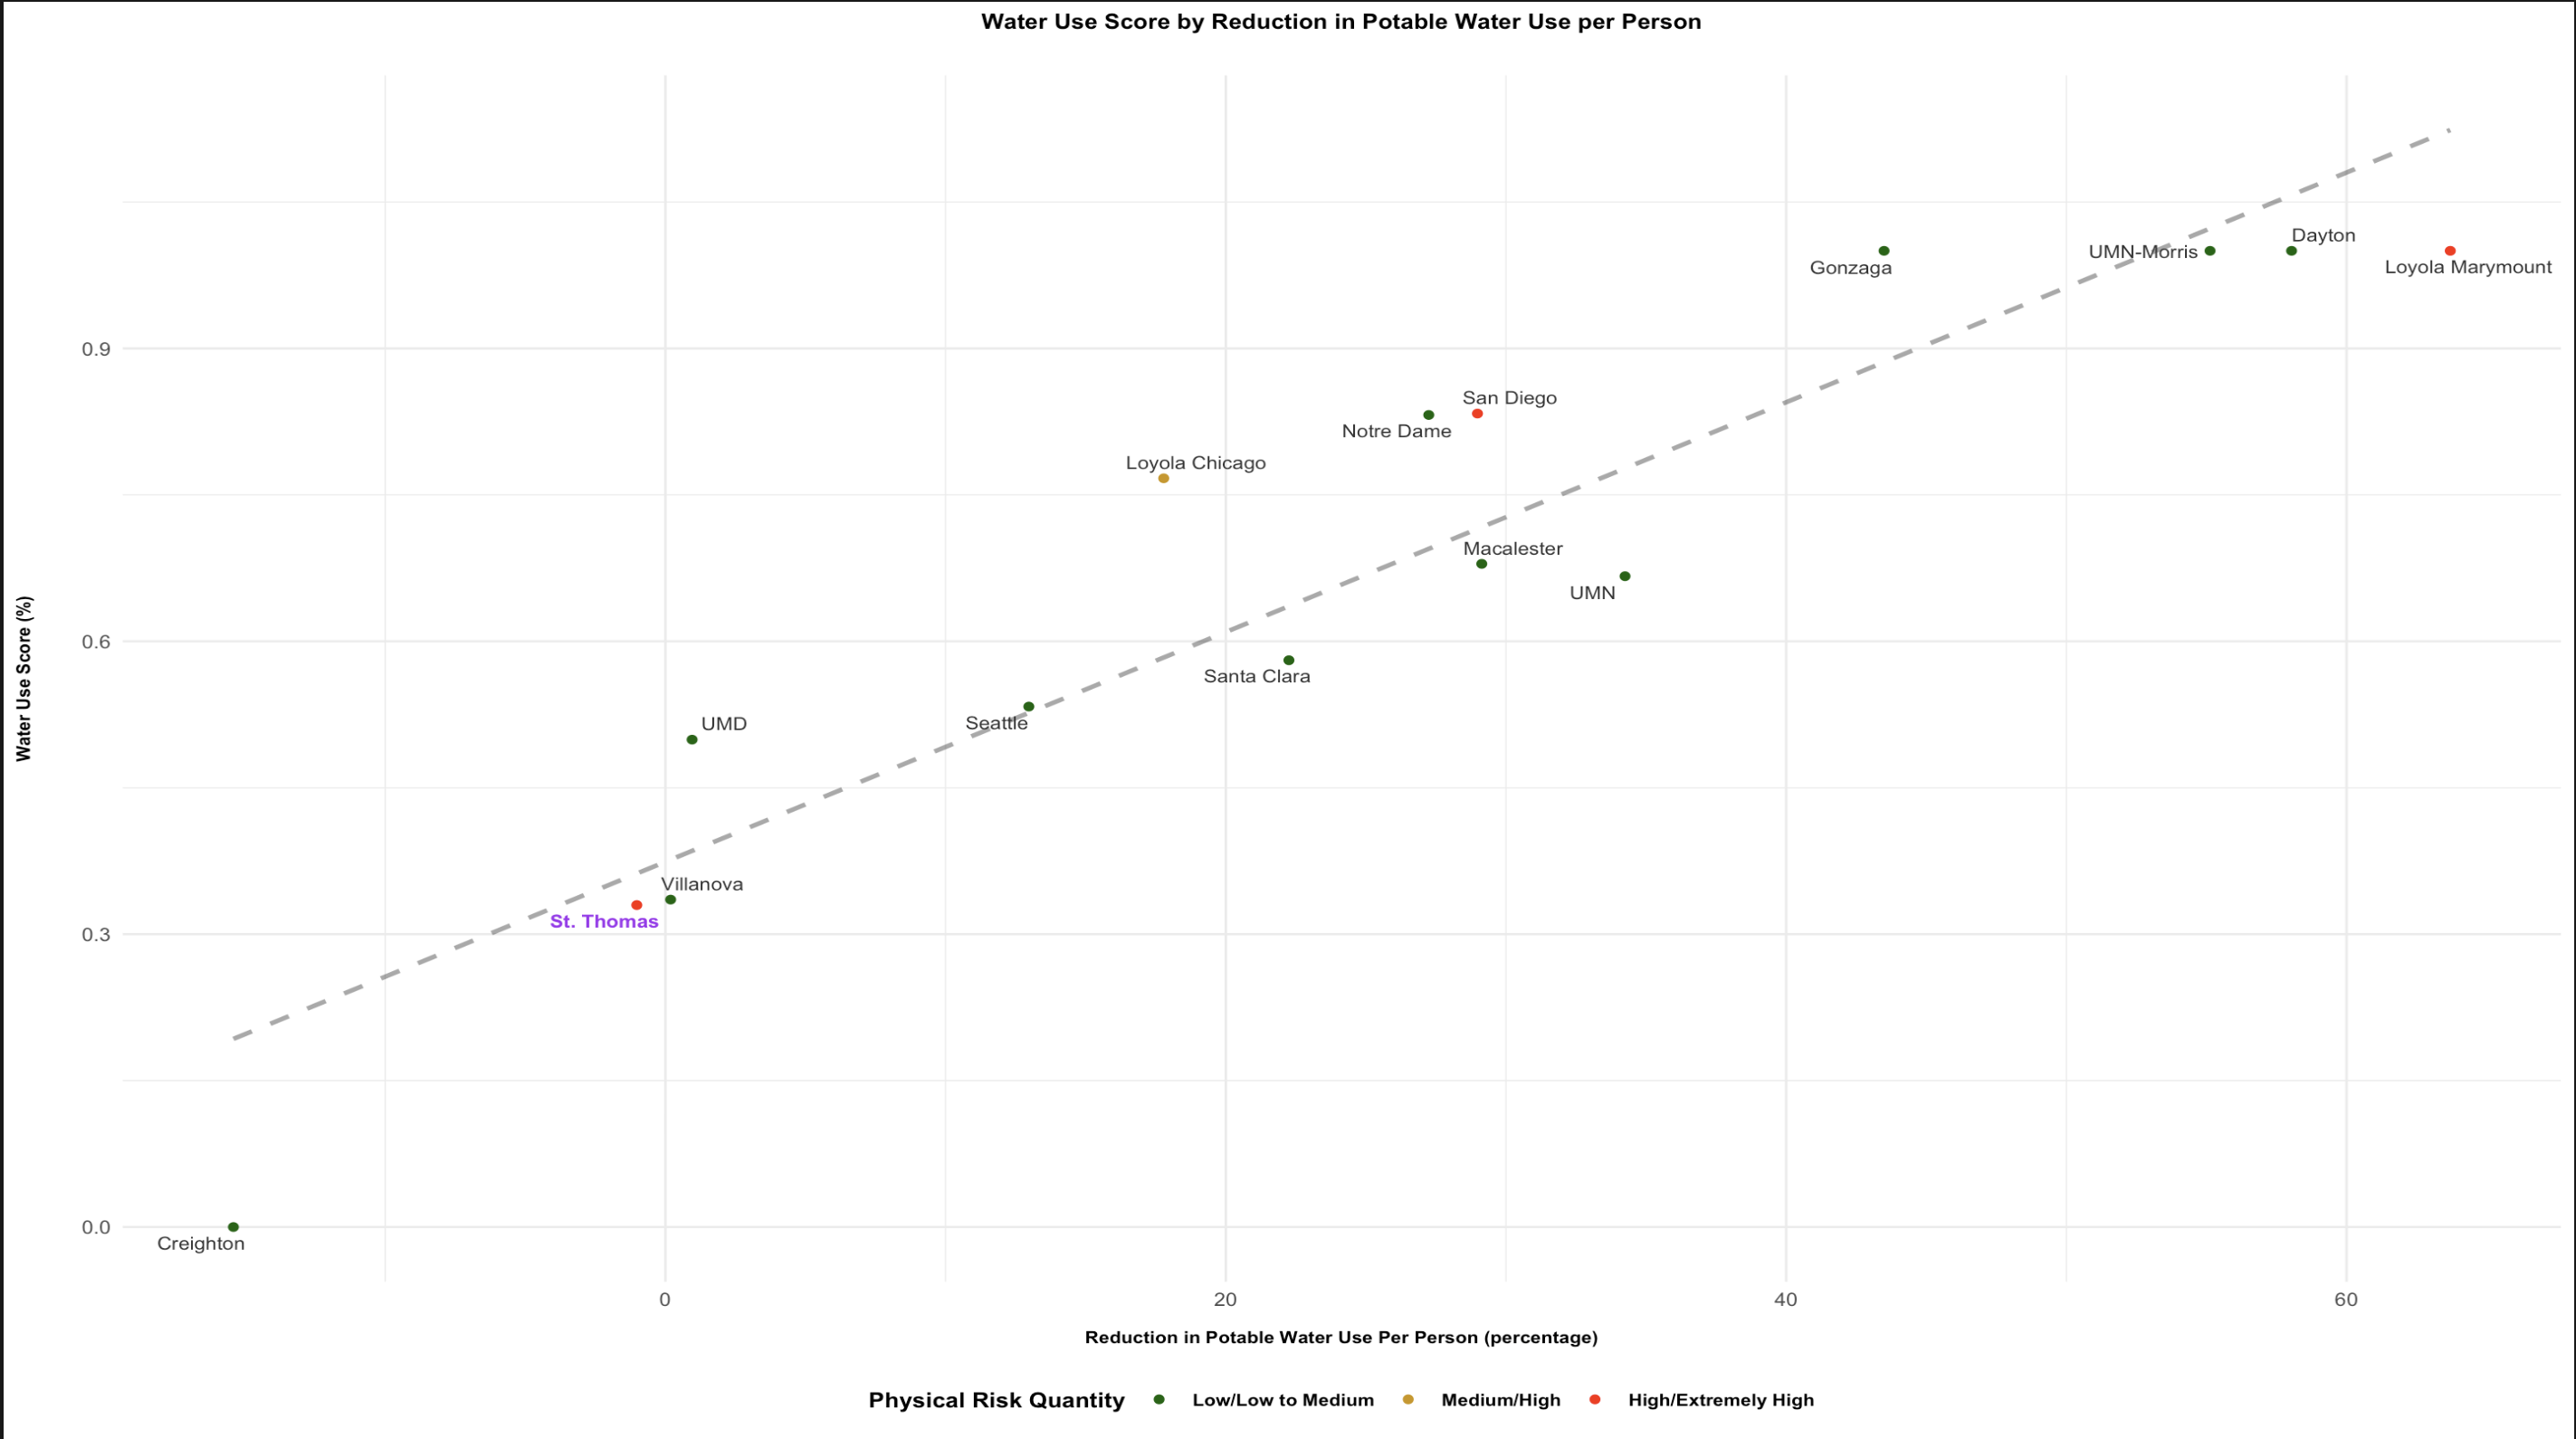 Water Use Score by Reduction in Potable Water Use per Person
Water Use Score (%)
0.9
0.6
0.3
0.0
Dayton
UMN-Morris
Gonzaga
Loyola Marymount
San Diego
Notre Dame
Loyola Chicago
Macalester
UMN
Santa Clara
UMD
Seattle
Villanova
St. Thomas
Creighton
0 20 40 60
Reduction in Potable Water Use Per Person (percentage)
Physical Risk Quantity Low/Low to Medium Medium/High High/Extremely High